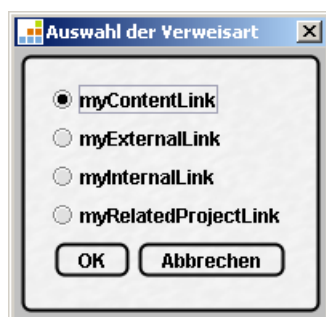 Auswahl der Verweisart
myContentLink
myExternalLink
myInternalLink
myRelatedProjectLink
OK Abbrechen